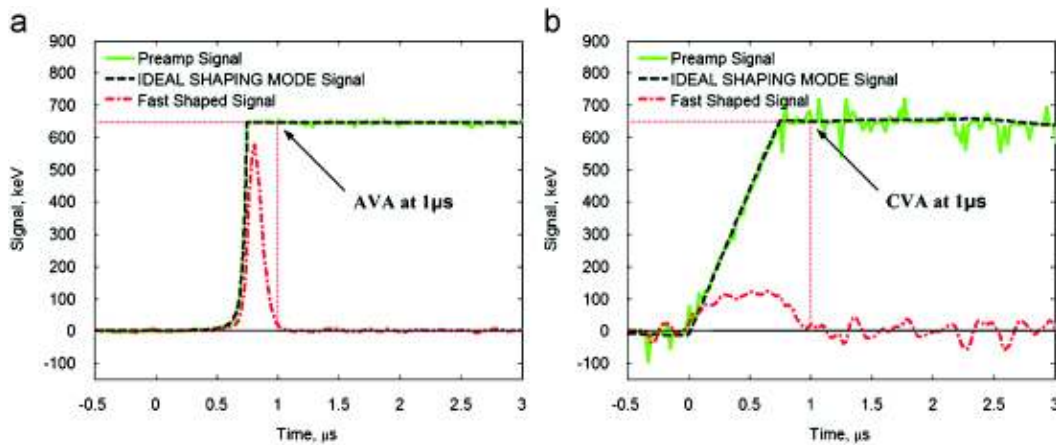 a
900
800
700
600
500
400
300
200
100
0
-100
Signal, keV
Preamp Signal
IDEAL SHAPING MODE Signal
Fast Shaped Signal
AVA at 1µs
-0.5 0 0.5 1 1.5 2 2.5 3
Time, µs
b
900
800
700
600
500
400
300
200
100
0
-100
Signal, keV
Preamp Signal
IDEAL SHAPING MODE Signal
Fast Shaped Signal
CVA at 1µs
-0.5 0 0.5 1 1.5 2 2.5 3
Time, µs